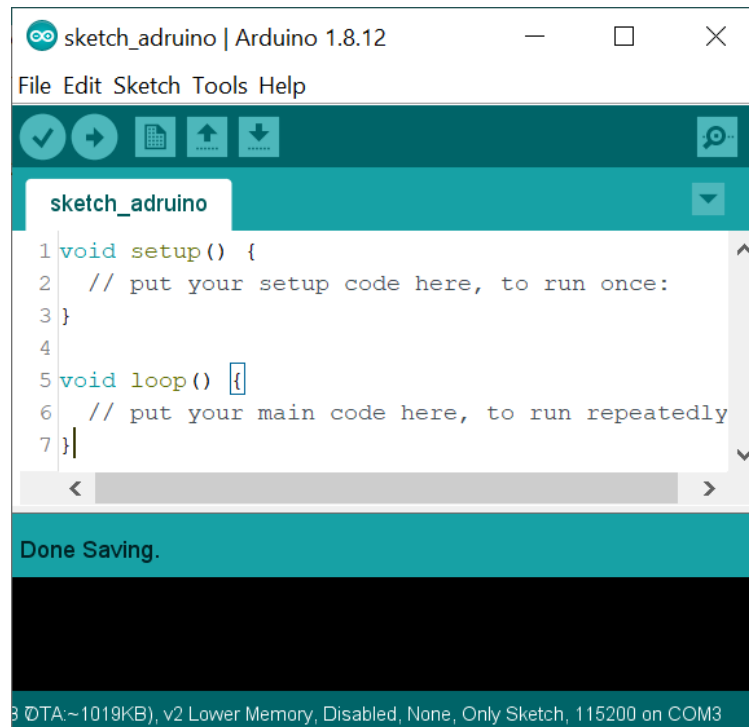 sketch_adruino | Arduino 1.8.12
File Edit Sketch Tools Help
sketch_adruino
1 void setup() {
2 // put your setup code here, to run once:
3 }
4
5 void loop() {
6 // put your main code here, to run repeatedly
7 }
Done Saving.
OTA:~1019KB), v2 Lower Memory, Disabled, None, Only Sketch, 115200 on COM3